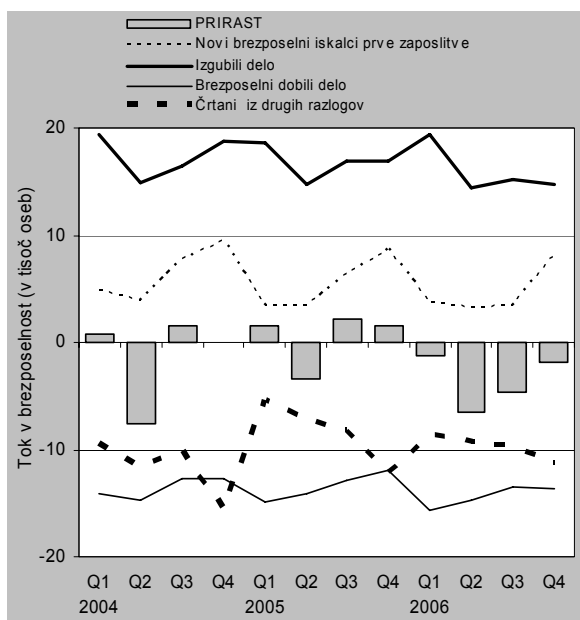 PRIRAST
Novi brezposelni iskalci prve zaposlitve
Izgubili delo
Brezposelni dobili delo
Črtani iz drugih razlogov
Tok v brezposelnost (v tisoč oseb)
20
10
0
-10
-20
Q1 Q2 Q3 Q4 Q1 Q2 Q3 Q4 Q1 Q2 Q3 Q4
2004 2005 2006